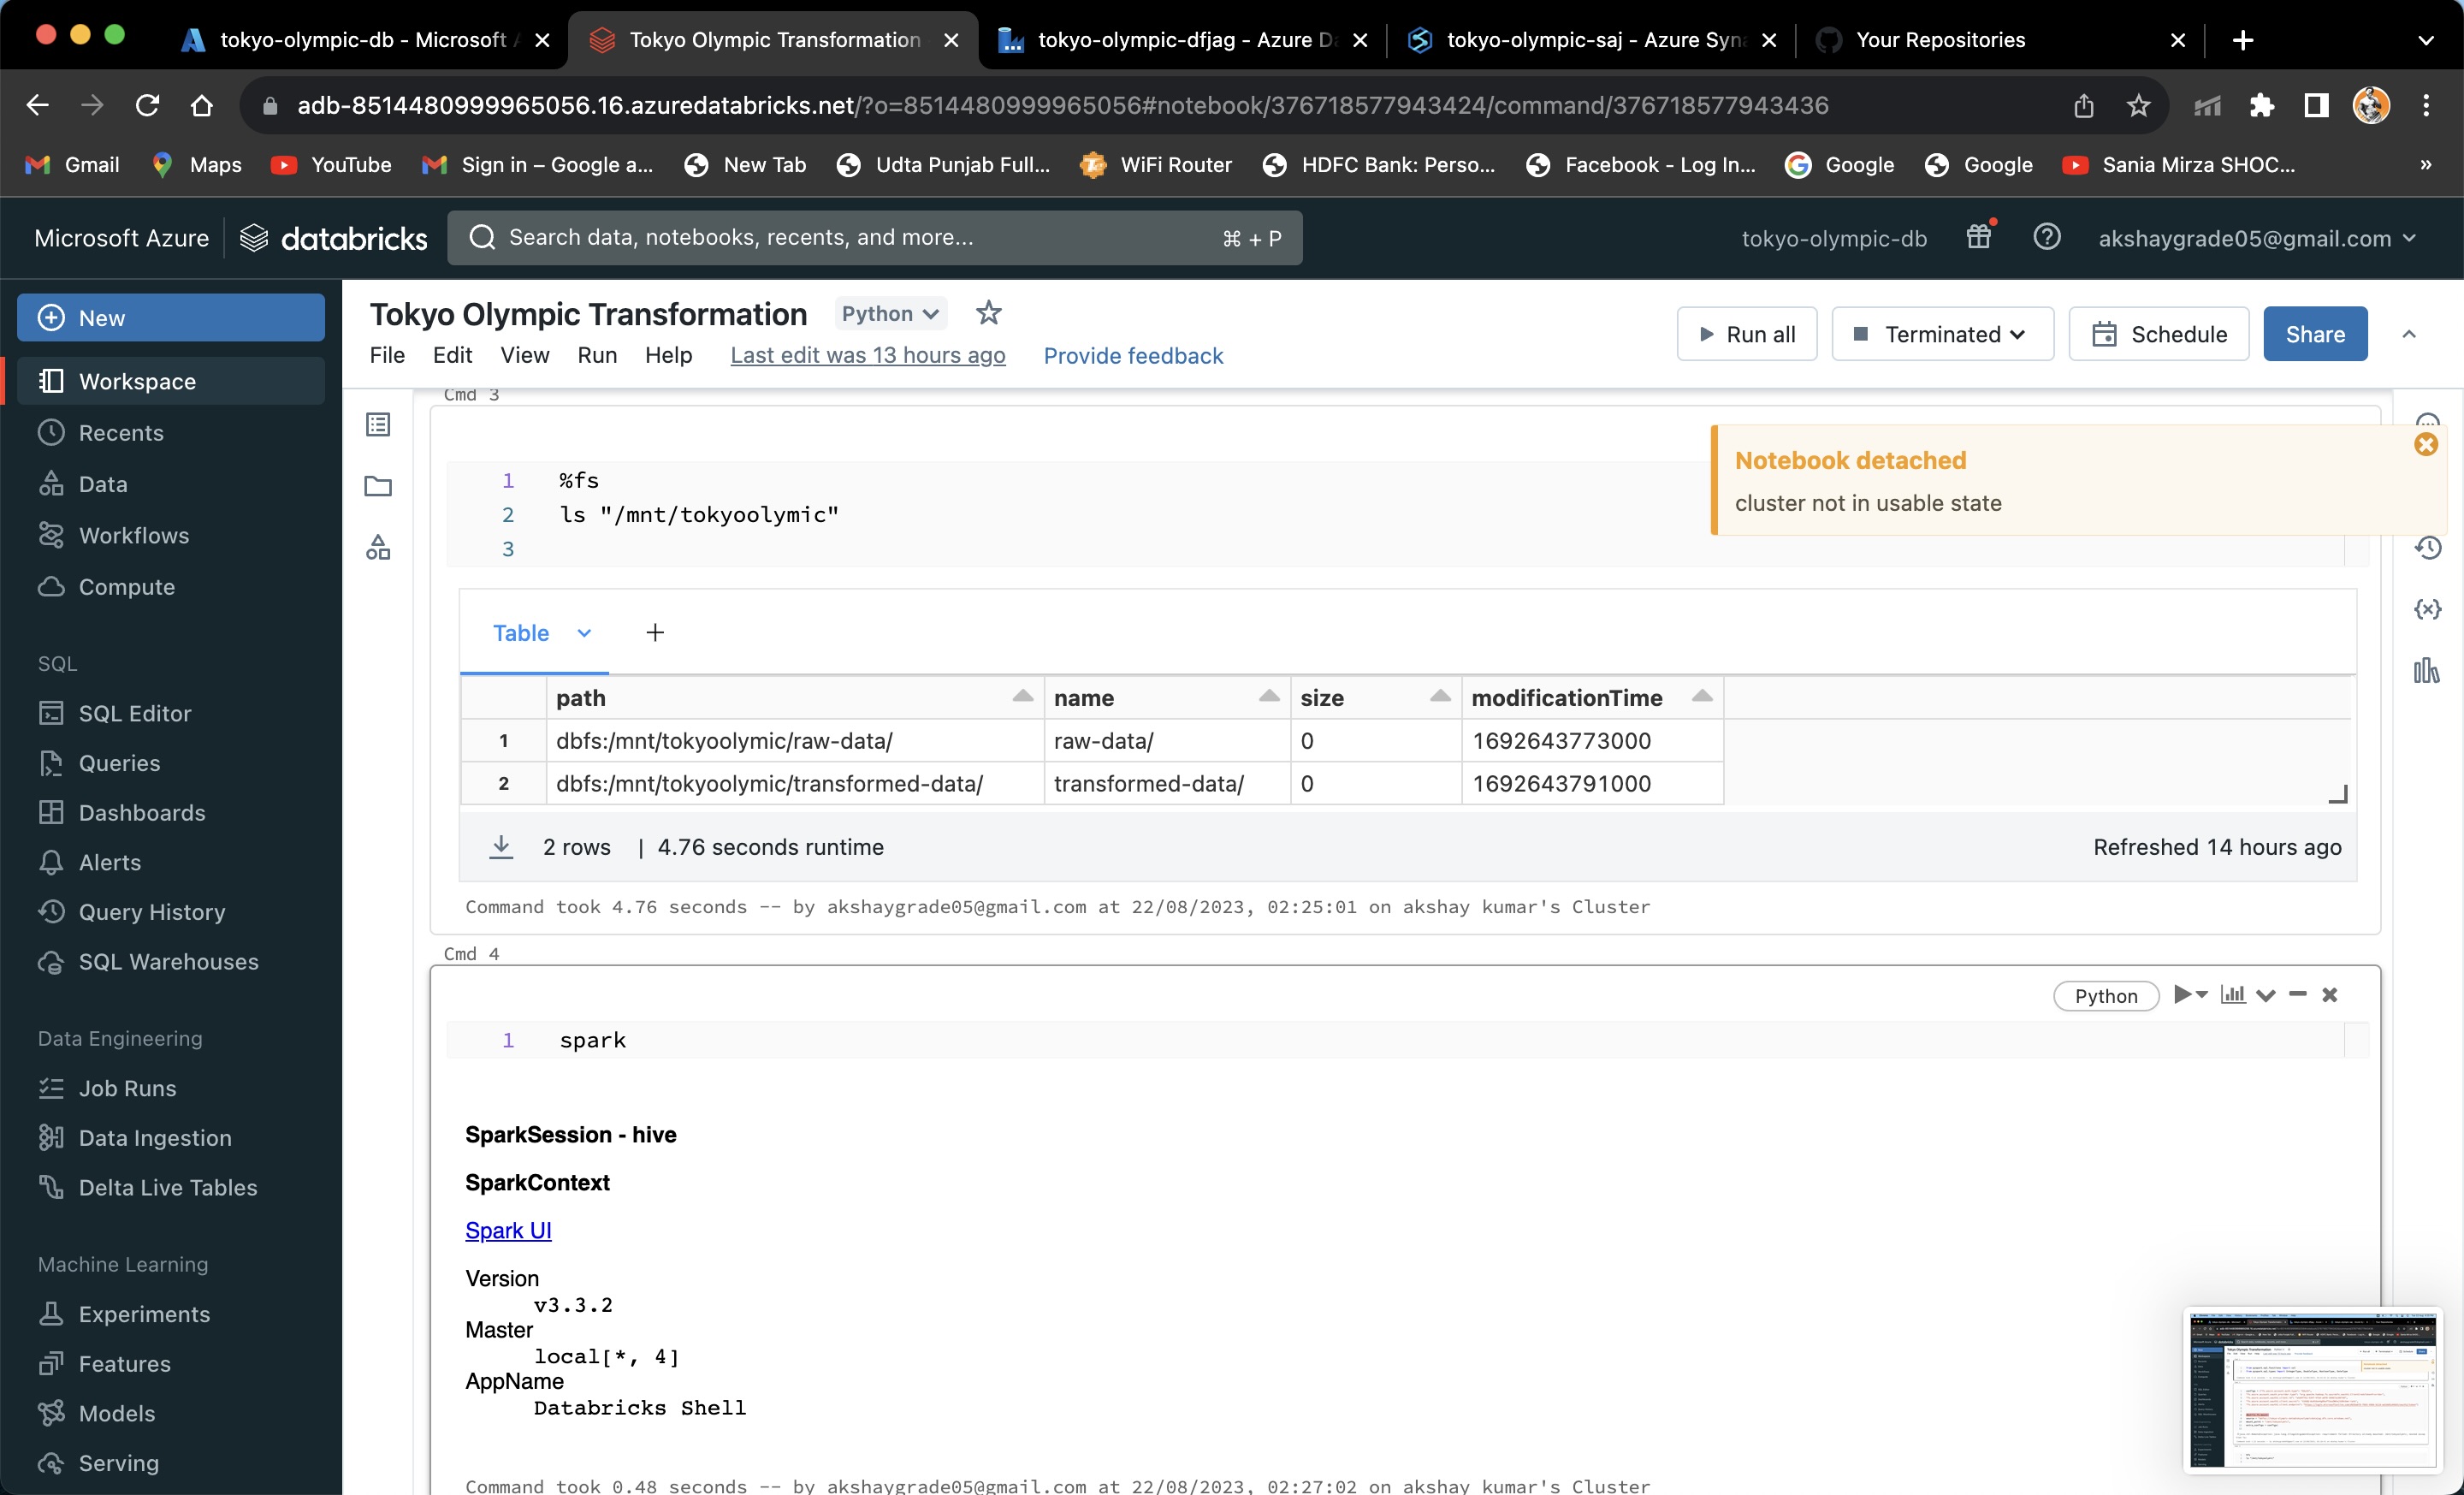 tokyo-olympic-db - Microsoft
Tokyo Olympic Transformation
tokyo-olympic-dfjag - Azure Da
tokyo-olympic-saj - Azure Syna
Your Repositories
adb-8514480999965056.16.azuredatabricks.net/?o=8514480999965056#notebook/376718577943424/command/376718577943436
Gmail
Maps
YouTube
Sign in – Google a...
New Tab
Udta Punjab Full...
WiFi Router
HDFC Bank: Perso...
Facebook - Log In...
Google
Google
Sania Mirza SHOC...
»
Microsoft Azure
databricks
Search data, notebooks, recents, and more...
⌘ + P
tokyo-olympic-db
akshaygrade05@gmail.com
New
Workspace
Recents
Data
Workflows
Compute
SQL
SQL Editor
Queries
Dashboards
Alerts
Query History
SQL Warehouses
Data Engineering
Job Runs
Data Ingestion
Delta Live Tables
Machine Learning
Experiments
Features
Models
Serving
Tokyo Olympic Transformation
Python
File Edit View Run Help Last edit was 13 hours ago Provide feedback
Run all
Terminated
Schedule
Share
Cmd 3
Notebook detached
cluster not in usable state
1 %fs
2 ls "/mnt/tokyoolymic"
3
Table
+
path name size modificationTime
1 dbfs:/mnt/tokyoolymic/raw-data/ raw-data/ 0 1692643773000
2 dbfs:/mnt/tokyoolymic/transformed-data/ transformed-data/ 0 1692643791000
2 rows | 4.76 seconds runtime
Refreshed 14 hours ago
Command took 4.76 seconds -- by akshaygrade05@gmail.com at 22/08/2023, 02:25:01 on akshay kumar's Cluster
Cmd 4
Python
1 spark
SparkSession - hive
SparkContext
Spark UI
Version
v3.3.2
Master
local[*, 4]
AppName
Databricks Shell
Command took 0.48 seconds -- by akshaygrade05@gmail.com at 22/08/2023, 02:27:02 on akshay kumar's Cluster